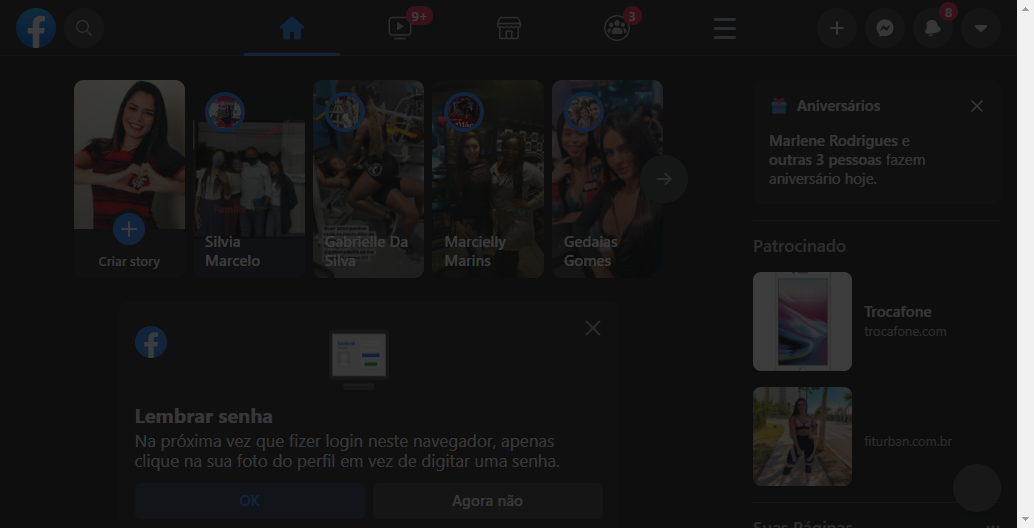 9+
3
8
Criar story
Silvia
Marcelo
Gabrielle Da
Silva
Marcielly
Marins
Gedaias
Gomes
Aniversários
Marlene Rodrigues e
outras 3 pessoas fazem
aniversário hoje.
Patrocinado
Trocafone
trocafone.com
fiturban.com.br
Lembrar senha
Na próxima vez que fizer login neste navegador, apenas
clique na sua foto do perfil em vez de digitar uma senha.
OK
Agora não
Suas Páginas